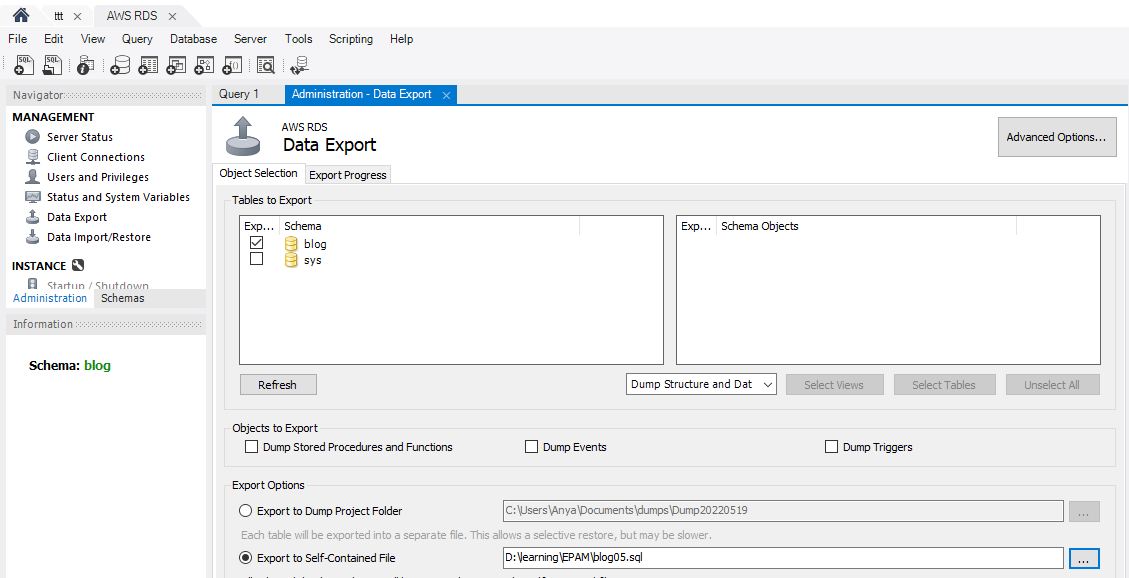 ttt
AWS RDS
File Edit View Query Database Server Tools Scripting Help
Navigator
Query 1
Administration - Data Export
MANAGEMENT
Server Status
Client Connections
Users and Privileges
Status and System Variables
Data Export
Data Import/Restore
INSTANCE
Startup / Shutdown
Administration Schemas
Information
Schema: blog
AWS RDS
Data Export
Advanced Options...
Object Selection Export Progress
Tables to Export
Exp... Schema
blog
sys
Exp... Schema Objects
Refresh
Dump Structure and Dat
Select Views
Select Tables
Unselect All
Objects to Export
Dump Stored Procedures and Functions
Dump Events
Dump Triggers
Export Options
Export to Dump Project Folder
C:\Users\Anya\Documents\dumps\Dump20220519
...
Each table will be exported into a separate file. This allows a selective restore, but may be slower.
Export to Self-Contained File
D:\learning\EPAM\blog05.sql
...